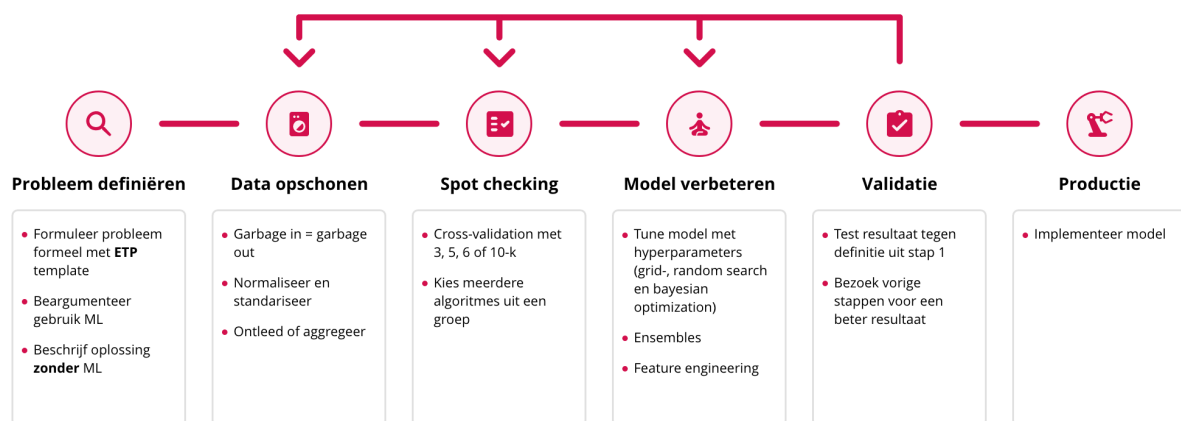 Probleem definiëren
Data opschonen
Spot checking
Model verbeteren
Validatie
Productie
Formuleer probleem
formeel met ETP
template
Beargumenteer
gebruik ML
Beschrijf oplossing
zonder ML
Garbage in = garbage
out
Normaliseer en
standariseer
Ontleed of aggregeer
Cross-validation met
3, 5, 6 of 10-k
Kies meerdere
algoritmes uit een
groep
Tune model met
hyperparameters
(grid-, random search
en bayesian
optimization)
Ensembles
Feature engineering
Test resultaat tegen
definitie uit stap 1
Bezoek vorige
stappen voor een
beter resultaat
Implementeer model